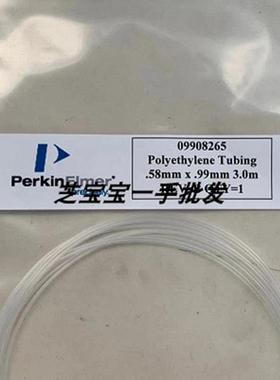 PerkinElmer®
09908265
Polyethylene Tubing
.58mm x .99mm 3.0m
芝宝宝一手批发